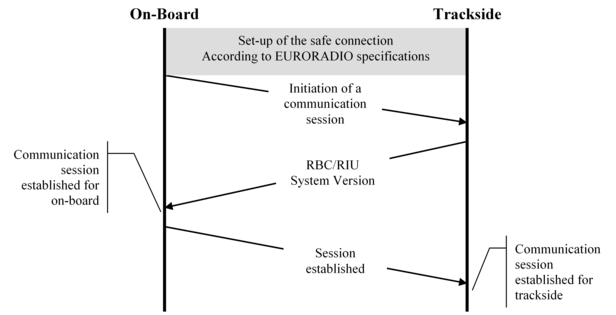 On-Board
Trackside
Set-up of the safe connection
According to EURORADIO specifications
Initiation of a
communication
session
Communication
session
established for
on-board
RBC/RIU
System Version
Session
established
Communication
session
established for
trackside